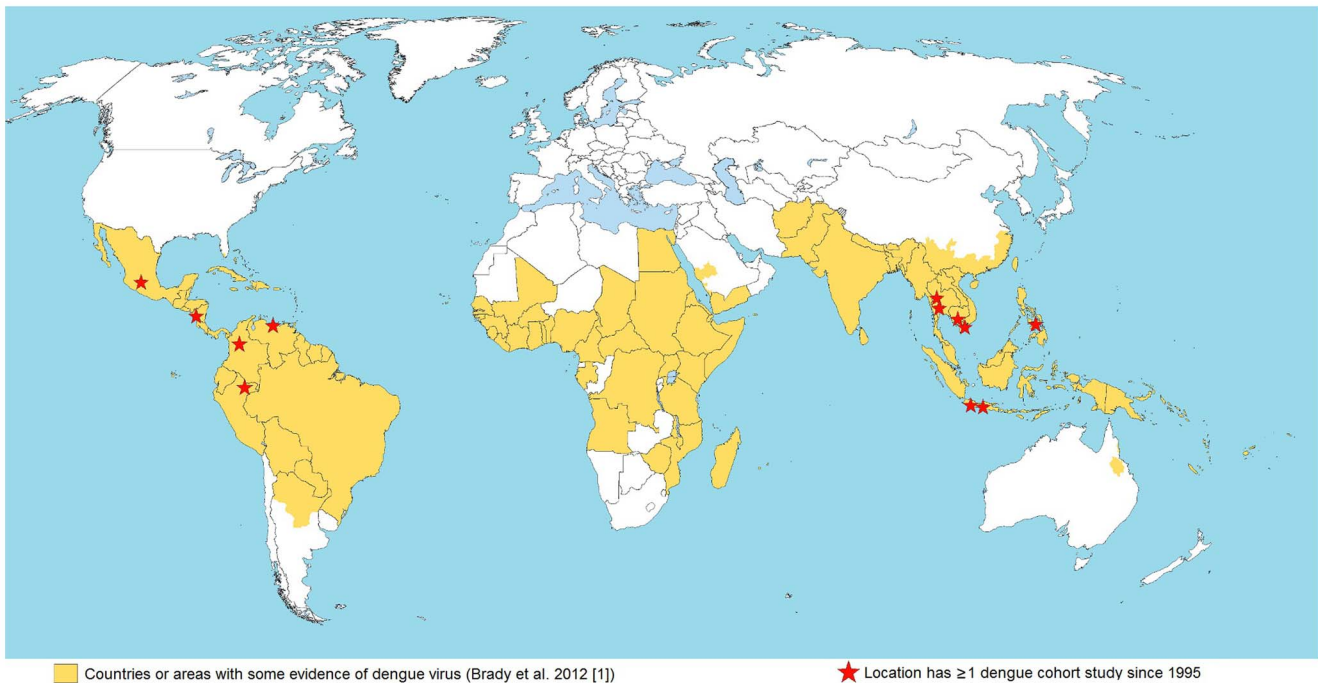 Countries or areas with some evidence of dengue virus (Brady et al. 2012 [1])
Location has ≥1 dengue cohort study since 1995